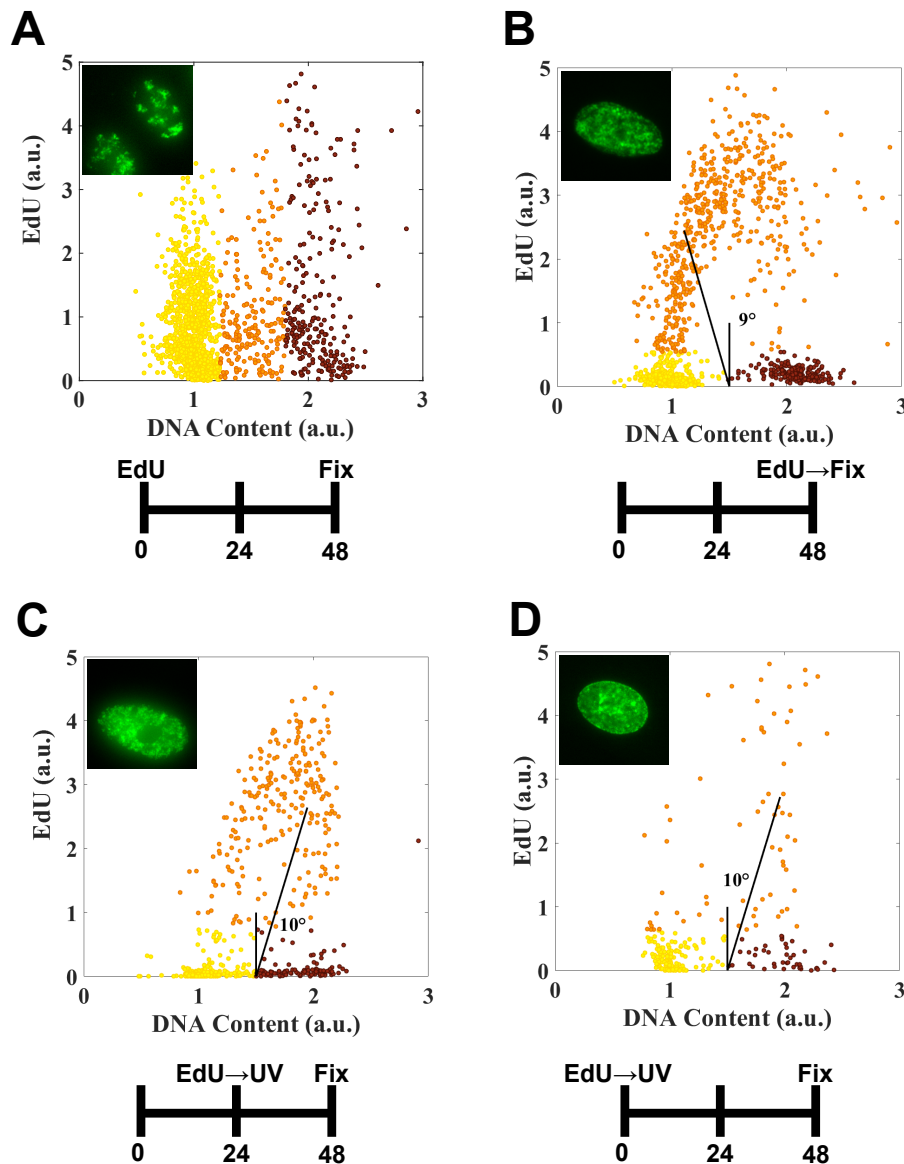 A
5
4
3
2
1
0
EdU (a.u.)
0 1 2 3
DNA Content (a.u.)
EdU Fix
0 24 48
B
5
4
3
2
1
0
EdU (a.u.)
9°
0 1 2 3
DNA Content (a.u.)
EdU→Fix
0 24 48
C
5
4
3
2
1
0
EdU (a.u.)
10°
0 1 2 3
DNA Content (a.u.)
EdU→UV Fix
0 24 48
D
5
4
3
2
1
0
EdU (a.u.)
10°
0 1 2 3
DNA Content (a.u.)
EdU→UV Fix
0 24 48